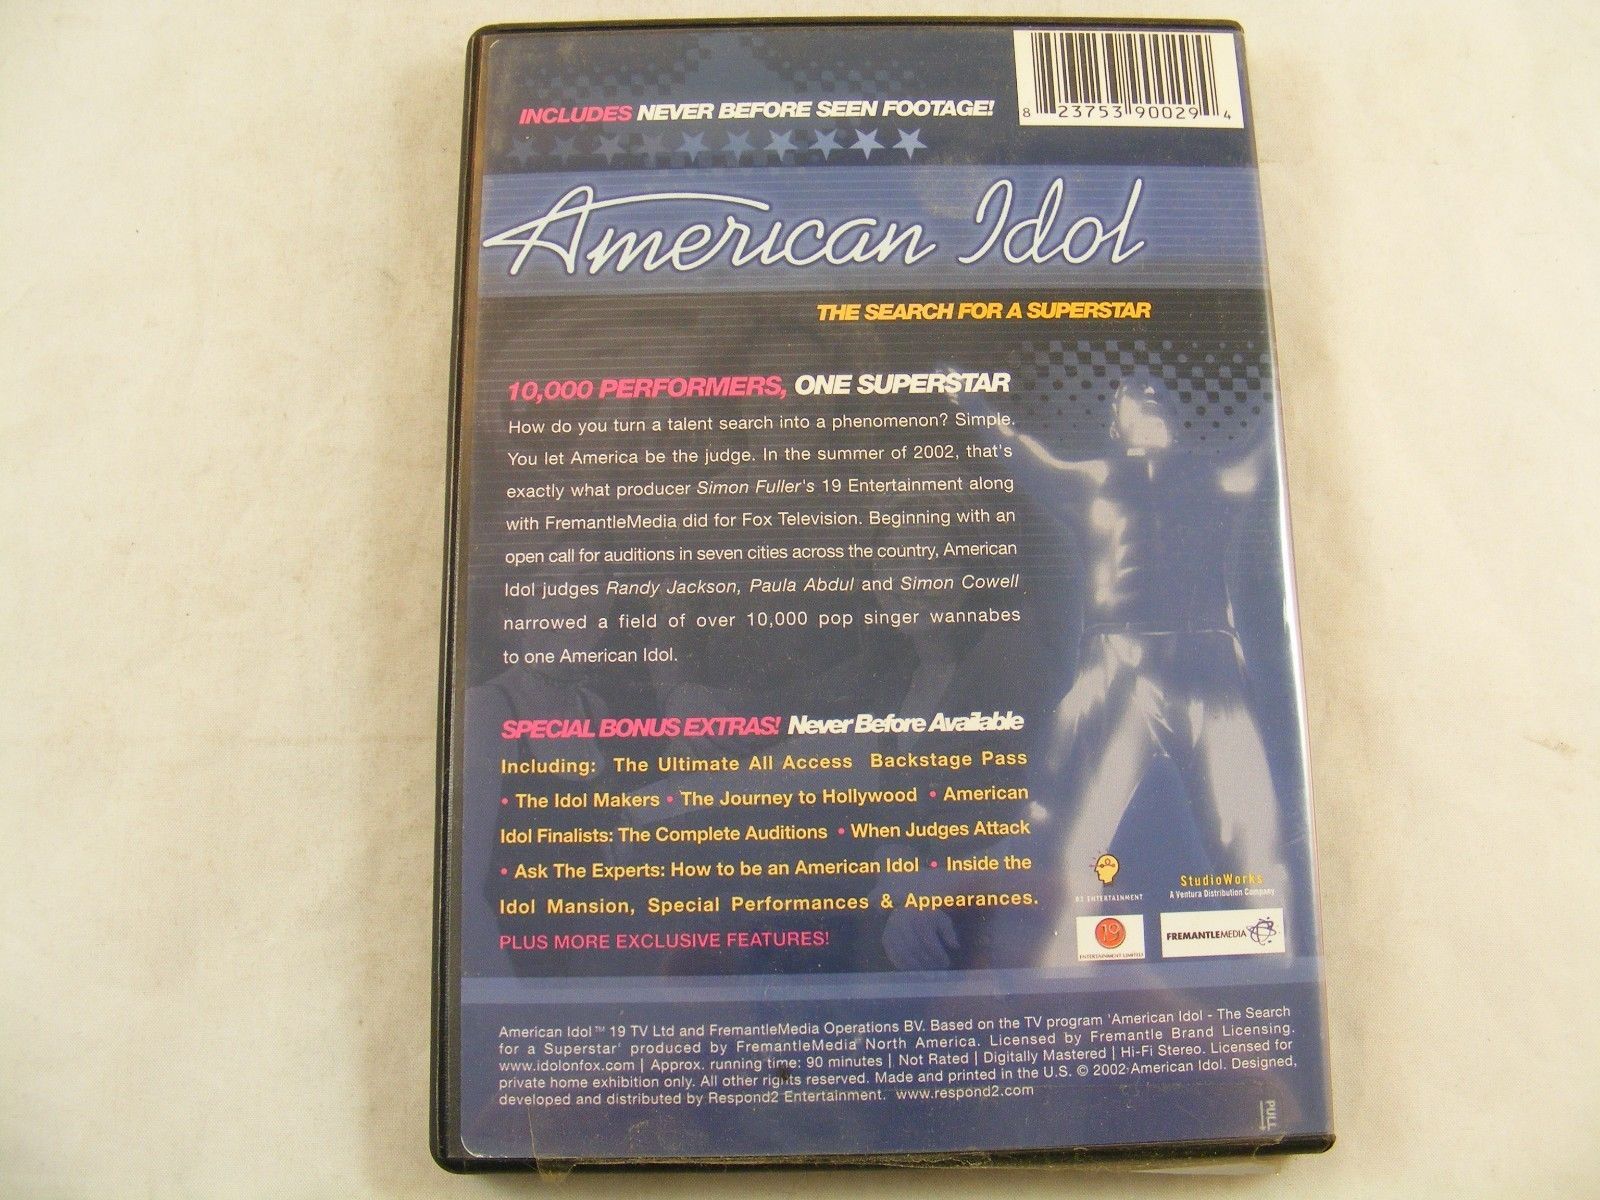 INCLUDES NEVER BEFORE SEEN FOOTAGE!
8 23753 90029 4
American Idol
THE SEARCH FOR A SUPERSTAR
10,000 PERFORMERS, ONE SUPERSTAR
How do you turn a talent search into a phenomenon? Simple.
You let America be the judge. In the summer of 2002, that's
exactly what producer Simon Fuller's 19 Entertainment along
with FremantleMedia did for Fox Television. Beginning with an
open call for auditions in seven cities across the country, American
Idol judges Randy Jackson, Paula Abdul and Simon Cowell
narrowed a field of over 10,000 pop singer wannabes
to one American Idol.
SPECIAL BONUS EXTRAS! Never Before Available
Including: The Ultimate All Access Backstage Pass
• The Idol Makers • The Journey to Hollywood • American
Idol Finalists: The Complete Auditions • When Judges Attack
• Ask The Experts: How to be an American Idol • Inside the
Idol Mansion, Special Performances & Appearances.
PLUS MORE EXCLUSIVE FEATURES!
ENTERTAINMENT
StudioWorks
A Ventura Distribution Company
19
ENTERTAINMENT LIMITED
FREMANTLEMEDIA
American Idol™ 19 TV Ltd and FremantleMedia Operations BV. Based on the TV program 'American Idol - The Search
for a Superstar' produced by FremantleMedia North America. Licensed by Fremantle Brand Licensing.
www.idolonfox.com | Approx. running time: 90 minutes | Not Rated | Digitally Mastered | Hi-Fi Stereo. Licensed for
private home exhibition only. All other rights reserved. Made and printed in the U.S. © 2002 American Idol. Designed,
developed and distributed by Respond2 Entertainment. www.respond2.com
PULL